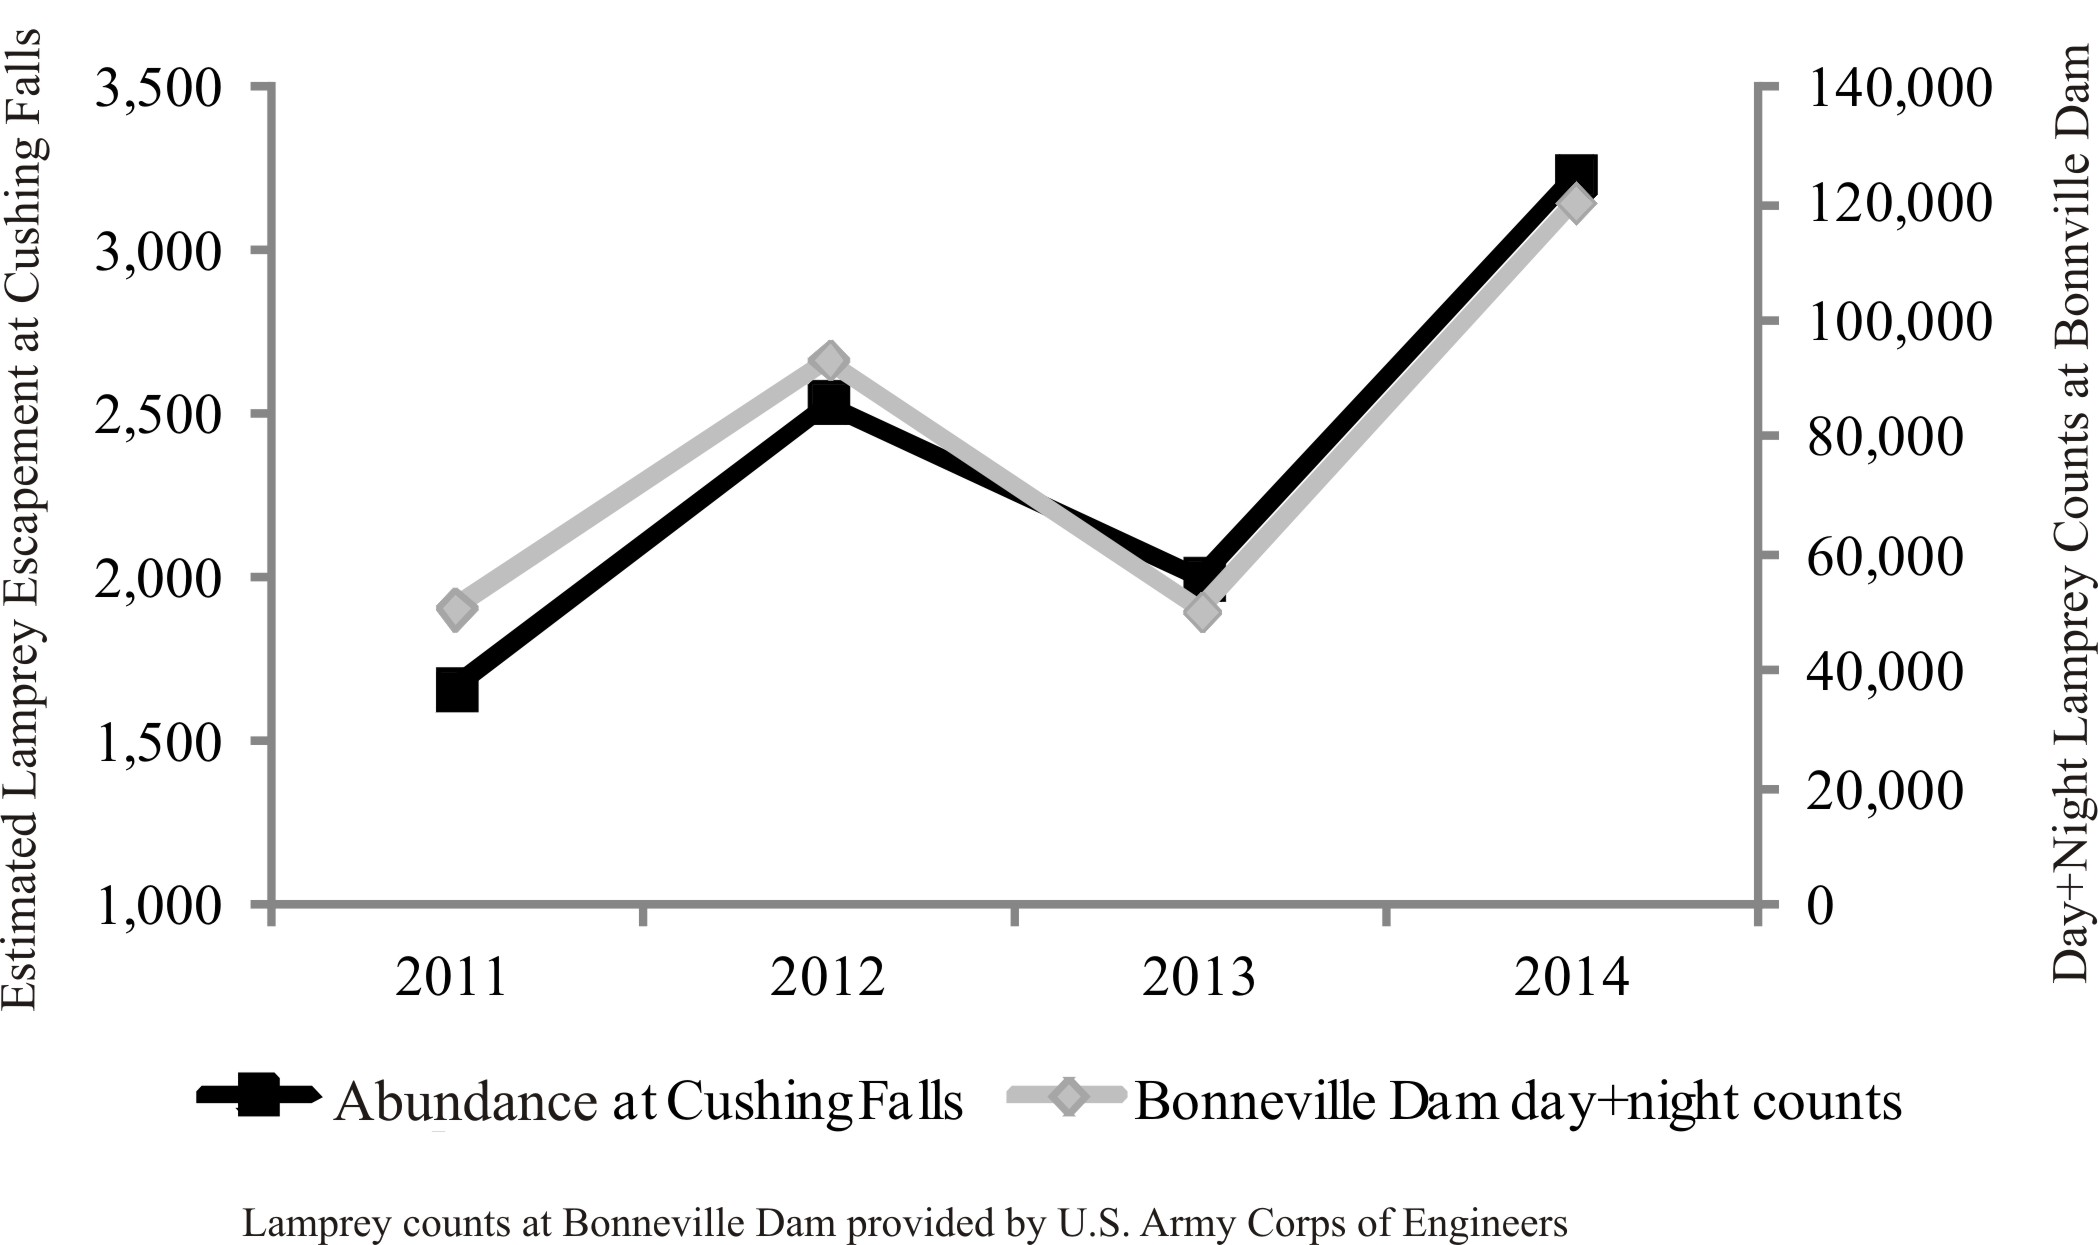 Estimated Lamprey Escapement at Cushing Falls
3,500
3,000
2,500
2,000
1,500
1,000
140,000
120,000
100,000
80,000
60,000
40,000
20,000
0
Day+Night Lamprey Counts at Bonnville Dam
2011 2012 2013 2014
Abundance at Cushing Falls Bonneville Dam day+night counts
Lamprey counts at Bonneville Dam provided by U.S. Army Corps of Engineers